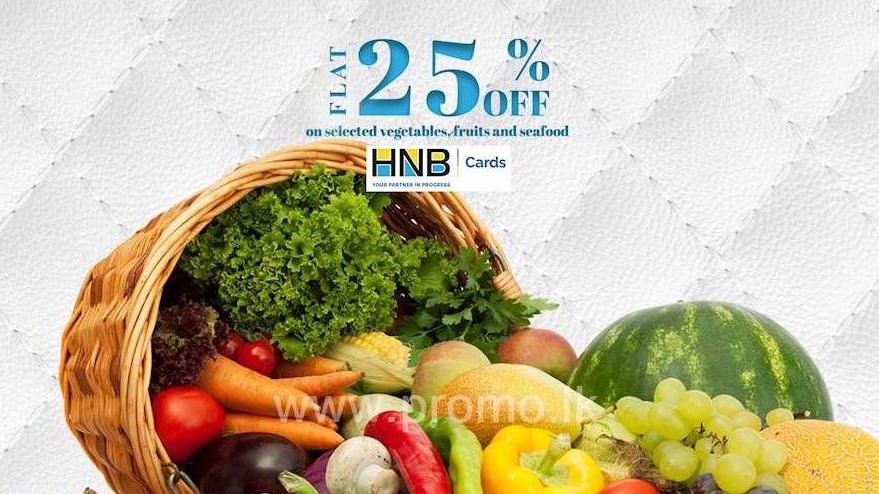 FLAT 25% OFF
on selected vegetables, fruits and seafood
HNB | Cards
YOUR PARTNER IN PROGRESS
www.promo.lk